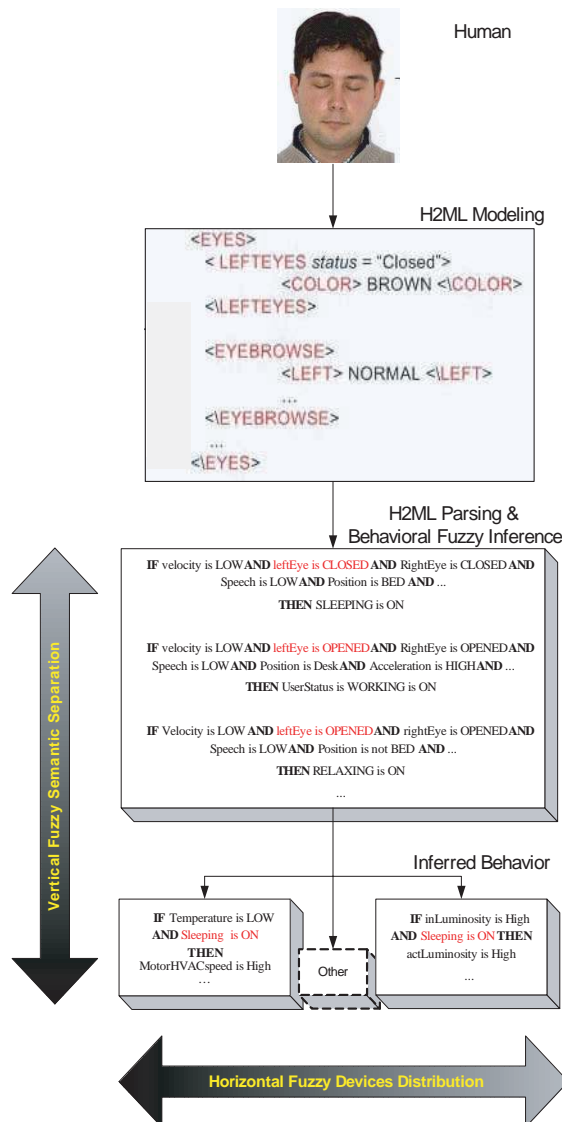 Human
H2ML Modeling
<EYES>
< LEFTEYES status = “Closed”>
<COLOR> BROWN <\COLOR>
<\LEFTEYES>
<EYEBROWSE>
<LEFT> NORMAL <\LEFT>
...
<\EYEBROWSE>
...
<\EYES>
H2ML Parsing &
Behavioral Fuzzy Inference
IF velocity is LOW AND leftEye is CLOSED AND RightEye is CLOSED AND
Speech is LOW AND Position is BED AND ...
THEN SLEEPING is ON
IF velocity is LOW AND leftEye is OPENED AND RightEye is OPENED AND
Speech is LOW AND Position is Desk AND Acceleration is HIGH AND ...
THEN UserStatus is WORKING is ON
IF Velocity is LOW AND leftEye is OPENED AND rightEye is OPENED AND
Speech is LOW AND Position is not BED AND ...
THEN RELAXING is ON
...
Vertical Fuzzy Semantic Separation
Inferred Behavior
IF Temperature is LOW
AND Sleeping is ON
THEN
MotorHVACspeed is High
...
Other
IF inLuminosity is High
AND Sleeping is ON THEN
actLuminosity is High
...
Horizontal Fuzzy Devices Distribution